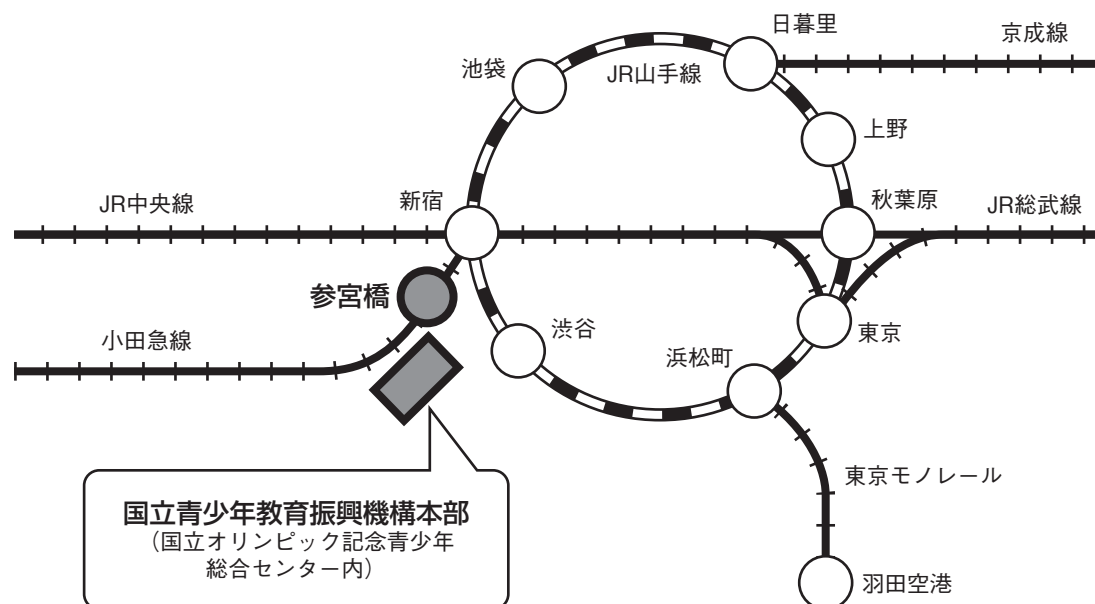 日暮里
京成線
池袋
JR山手線
上野
JR中央線
新宿
秋葉原
JR総武線
参宮橋
小田急線
渋谷
浜松町
東京
東京モノレール
国立青少年教育振興機構本部
（国立オリンピック記念青少年
総合センター内）
羽田空港